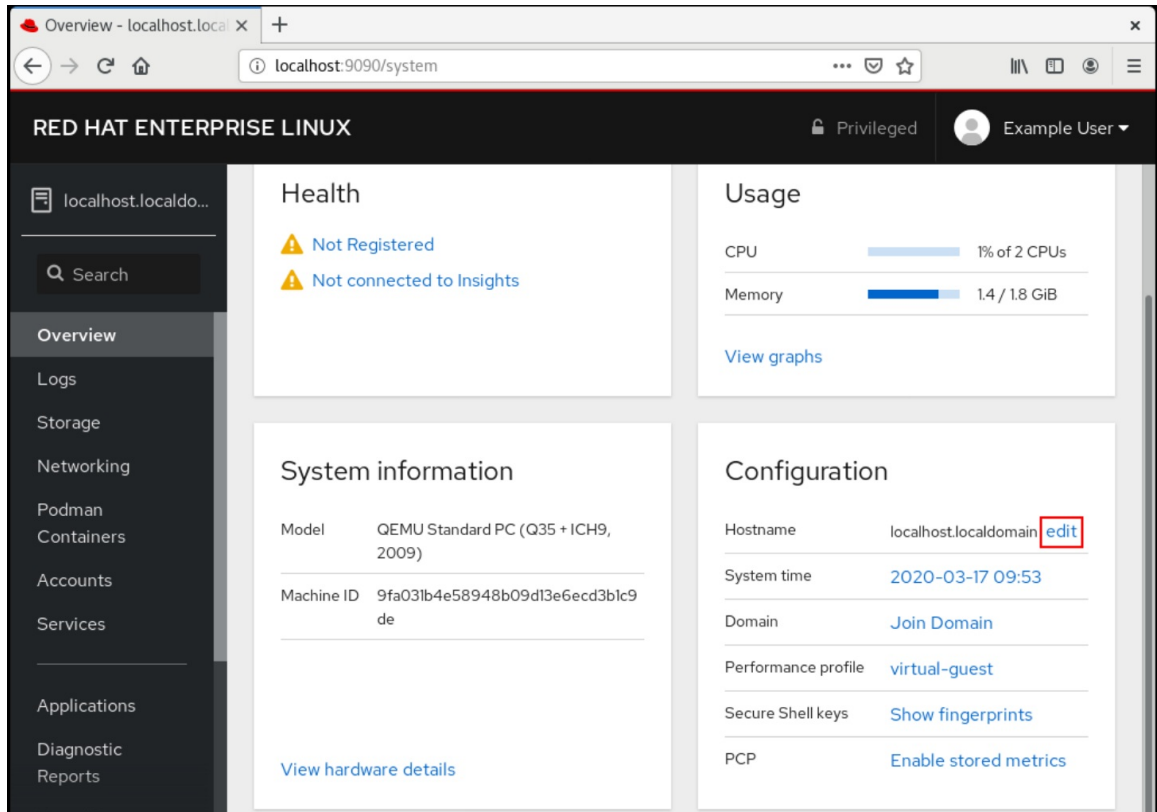 Overview - localhost.local
localhost:9090/system
RED HAT ENTERPRISE LINUX
Privileged
Example User
localhost.localdo...
Search
Overview
Logs
Storage
Networking
Podman
Containers
Accounts
Services
Applications
Diagnostic
Reports
Health
Not Registered
Not connected to Insights
Usage
CPU 1% of 2 CPUs
Memory 1.4 / 1.8 GiB
View graphs
System information
Model QEMU Standard PC (Q35 + ICH9,
2009)
Machine ID 9fa031b4e58948b09d13e6ecd3b1c9
de
View hardware details
Configuration
Hostname localhost.localdomain edit
System time 2020-03-17 09:53
Domain Join Domain
Performance profile virtual-guest
Secure Shell keys Show fingerprints
PCP Enable stored metrics